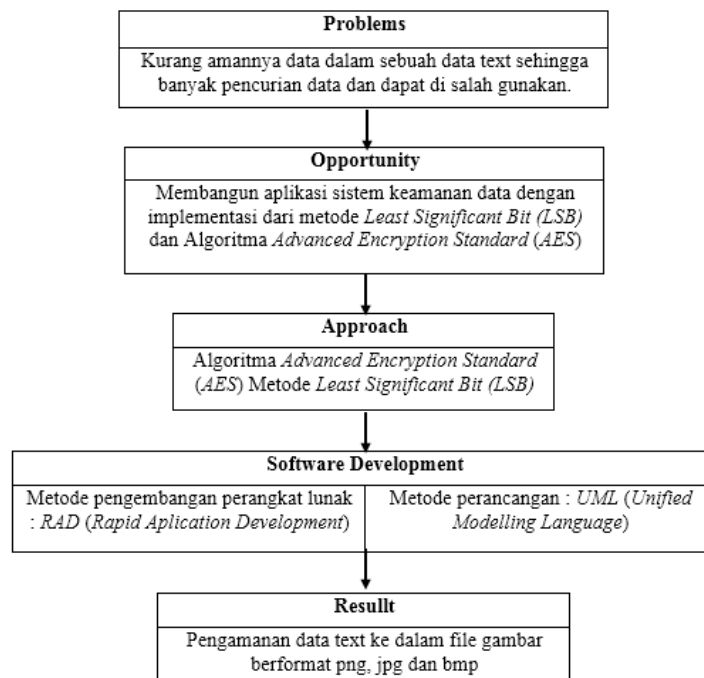 Problems
Kurang amannya data dalam sebuah data text sehingga
banyak pencurian data dan dapat di salah gunakan.
Opportunity
Membangun aplikasi sistem keamanan data dengan
implementasi dari metode Least Significant Bit (LSB)
dan Algoritma Advanced Encryption Standard (AES)
Approach
Algoritma Advanced Encryption Standard
(AES) Metode Least Significant Bit (LSB)
Software Development
Metode pengembangan perangkat lunak
: RAD (Rapid Aplication Development)
Metode perancangan : UML (Unified
Modelling Language)
Resullt
Pengamanan data text ke dalam file gambar
berformat png, jpg dan bmp